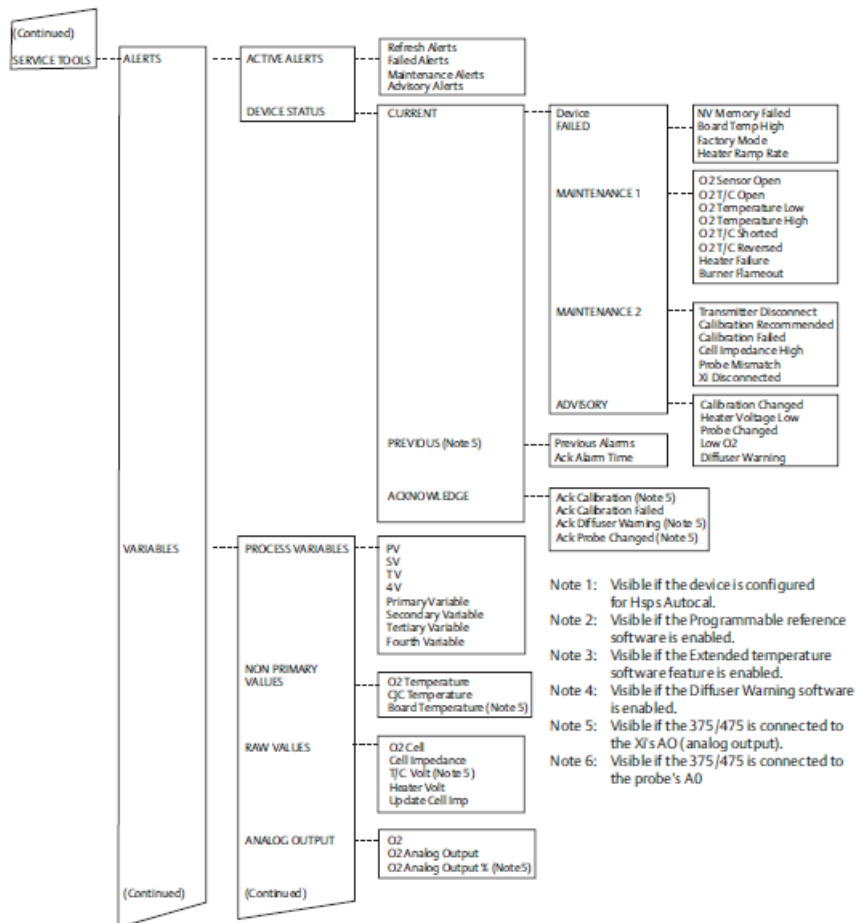 (Continued)
SERVICE TOOLS
ALERTS
ACTIVE ALERTS
Refresh Alerts
Failed Alerts
Maintenance Alerts
Advisory Alerts
DEVICE STATUS
CURRENT
Device
FAILED
NV Memory Failed
Board Temp High
Factory Mode
Heater Ramp Rate
MAINTENANCE 1
O2 Sensor Open
O2 T/C Open
O2 Temperature Low
O2 Temperature High
O2 T/C Shorted
O2 T/C Reversed
Heater Failure
Burner Flameout
MAINTENANCE 2
Transmitter Disconnect
Calibration Recommended
Calibration Failed
Cell Impedance High
Probe Mismatch
Xi Disconnected
ADVISORY
Calibration Changed
Heater Voltage Low
Probe Changed
Low O2
Diffuser Warning
PREVIOUS (Note 5)
Previous Alarms
Ack Alarm Time
ACKNOWLEDGE
Ack Calibration (Note 5)
Ack Calibration Failed
Ack Diffuser Warning (Note 5)
Ack Probe Changed (Note 5)
VARIABLES
PROCESS VARIABLES
PV
SV
TV
4V
Primary Variable
Secondary Variable
Tertiary Variable
Fourth Variable
NON PRIMARY
VALUES
O2 Temperature
CJC Temperature
Board Temperature (Note 5)
RAW VALUES
O2 Cell
Cell Impedance
T/C Volt (Note 5)
Heater Volt
Update Cell Imp
ANALOG OUTPUT
O2
O2 Analog Output
O2 Analog Output % (Note5)
(Continued)
(Continued)
Note 1: Visible if the device is configured
for Hsps Autocal.
Note 2: Visible if the Programmable reference
software is enabled.
Note 3: Visible if the Extended temperature
software feature is enabled.
Note 4: Visible if the Diffuser Warning software
is enabled.
Note 5: Visible if the 375/475 is connected to
the Xi's AO (analog output).
Note 6: Visible if the 375/475 is connected to
the probe's A0